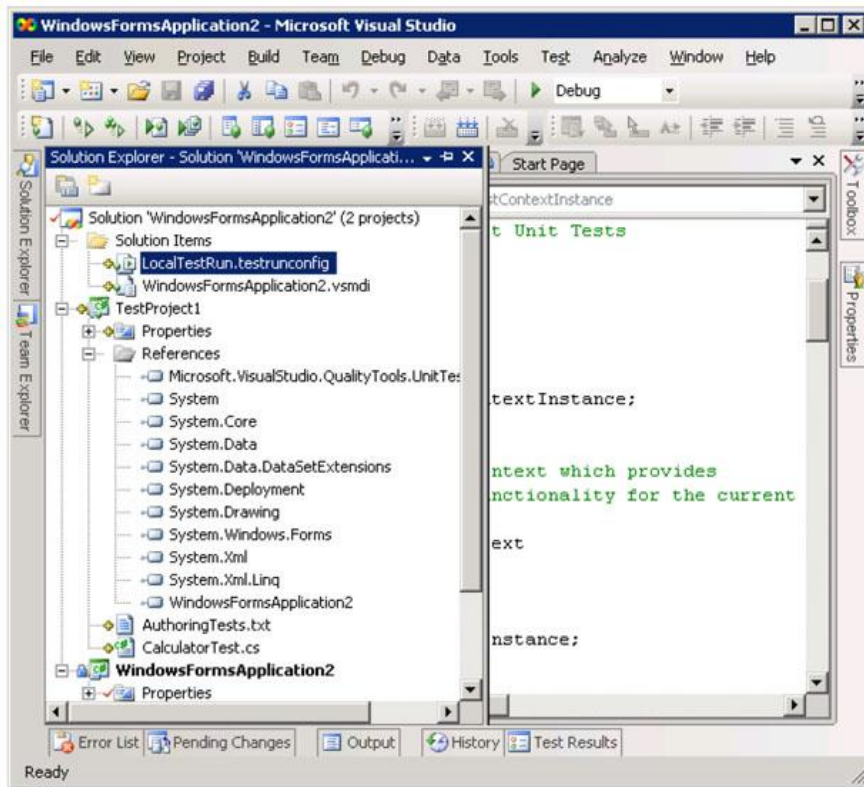 WindowsFormsApplication2 - Microsoft Visual Studio
File Edit View Project Build Team Debug Data Tools Test Analyze Window Help
Debug
Solution Explorer - Solution 'WindowsFormsApplicati...
Start Page
Solution Explorer
Team Explorer
Solution 'WindowsFormsApplication2' (2 projects)
Solution Items
LocalTestRun.testrunconfig
WindowsFormsApplication2.vsmdi
TestProject1
Properties
References
Microsoft.VisualStudio.QualityTools.UnitTes
System
System.Core
System.Data
System.Data.DataSetExtensions
System.Deployment
System.Drawing
System.Windows.Forms
System.Xml
System.Xml.Linq
WindowsFormsApplication2
AuthoringTests.txt
CalculatorTest.cs
WindowsFormsApplication2
Properties
stContextInstance
t Unit Tests
textInstance;
ntext which provides
nctionality for the current
ext
nstance;
Toolbox
Properties
Error List Pending Changes Output History Test Results
Ready